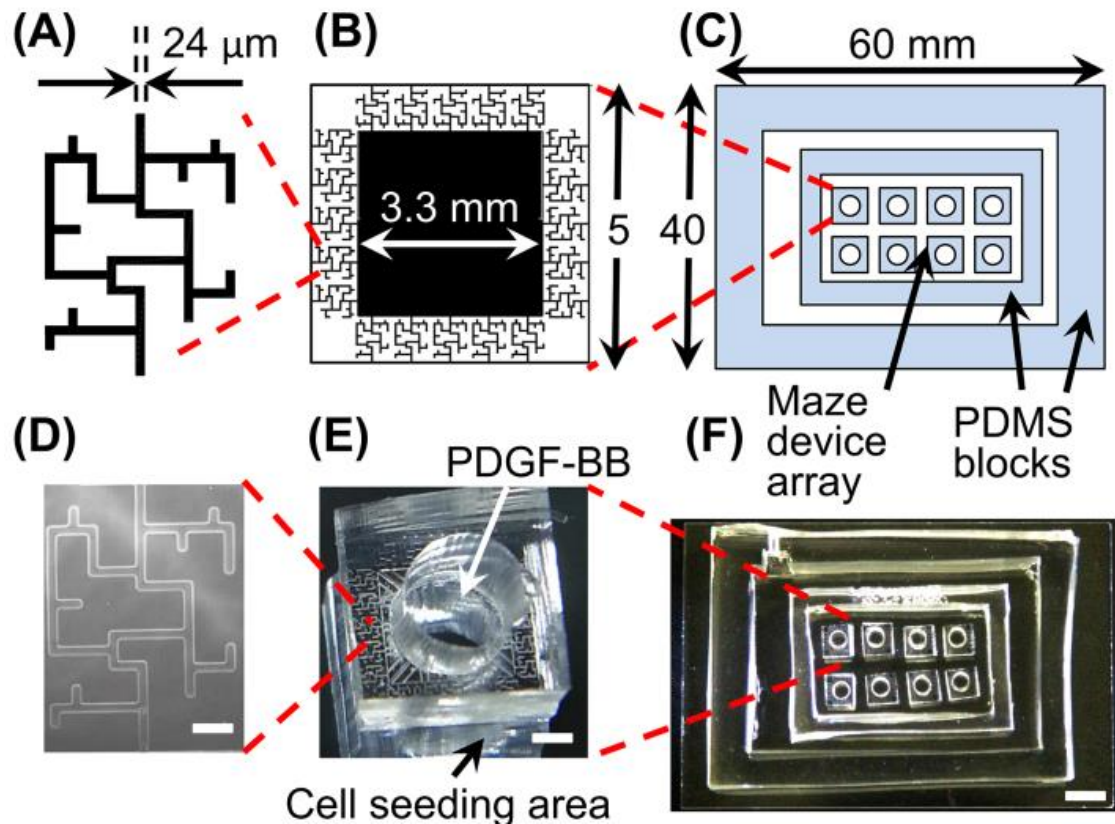 (A)
24 µm
(B)
(C)
60 mm
3.3 mm
5
40
Maze
device
array
PDMS
blocks
(D)
(E)
(F)
PDGF-BB
Cell seeding area